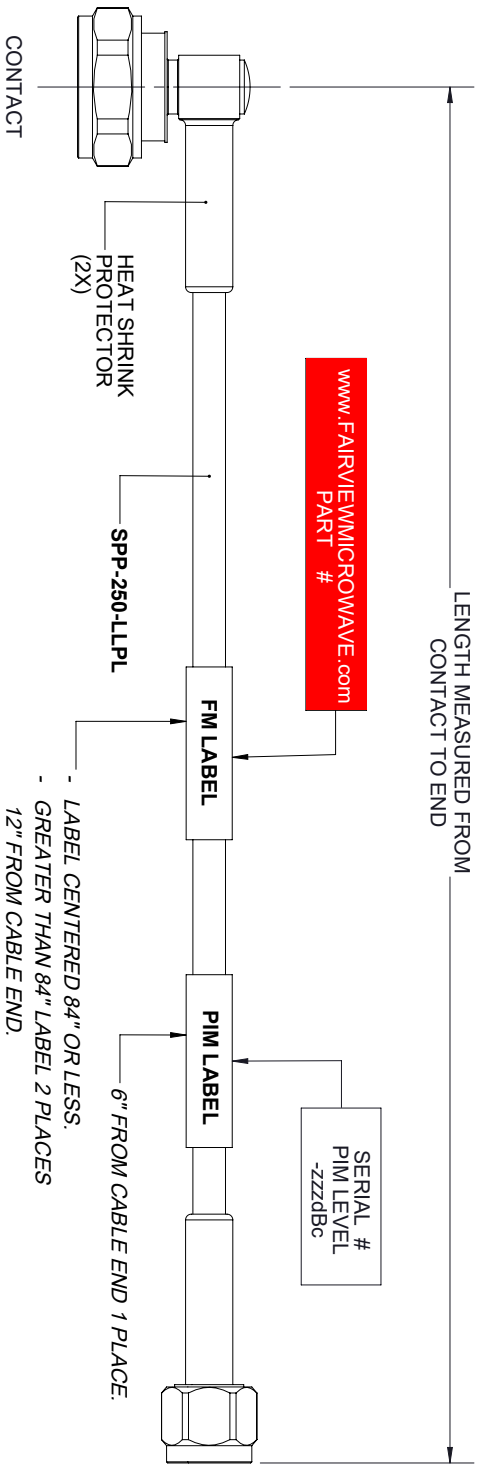 LENGTH MEASURED FROM
CONTACT TO END
www.FAIRVIEWMICROWAVE.com
PART #
SERIAL #
PIM LEVEL
-zzzdBc
FM LABEL
PIM LABEL
HEAT SHRINK
PROTECTOR
(2X)
SPP-250-LLPL
6" FROM CABLE END 1 PLACE.
- LABEL CENTERED 84" OR LESS.
- GREATER THAN 84" LABEL 2 PLACES
12" FROM CABLE END.
CONTACT